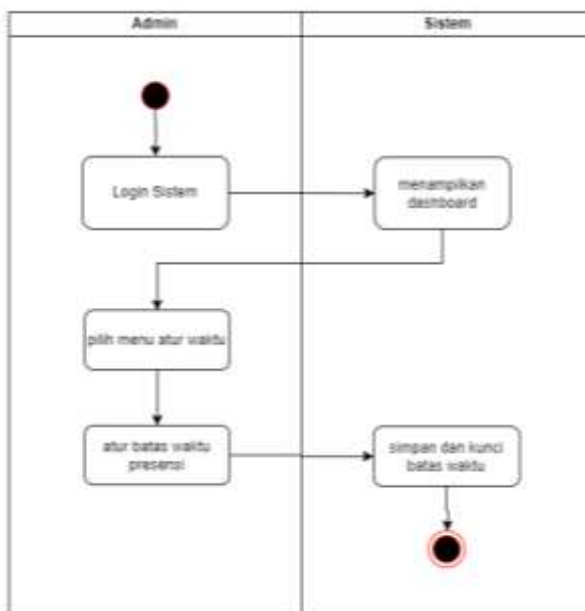 Admin
Sistem
Login Sistem
menampilkan
dashboard
pilih menu atur waktu
atur batas waktu
presensi
simpan dan kunci
batas waktu